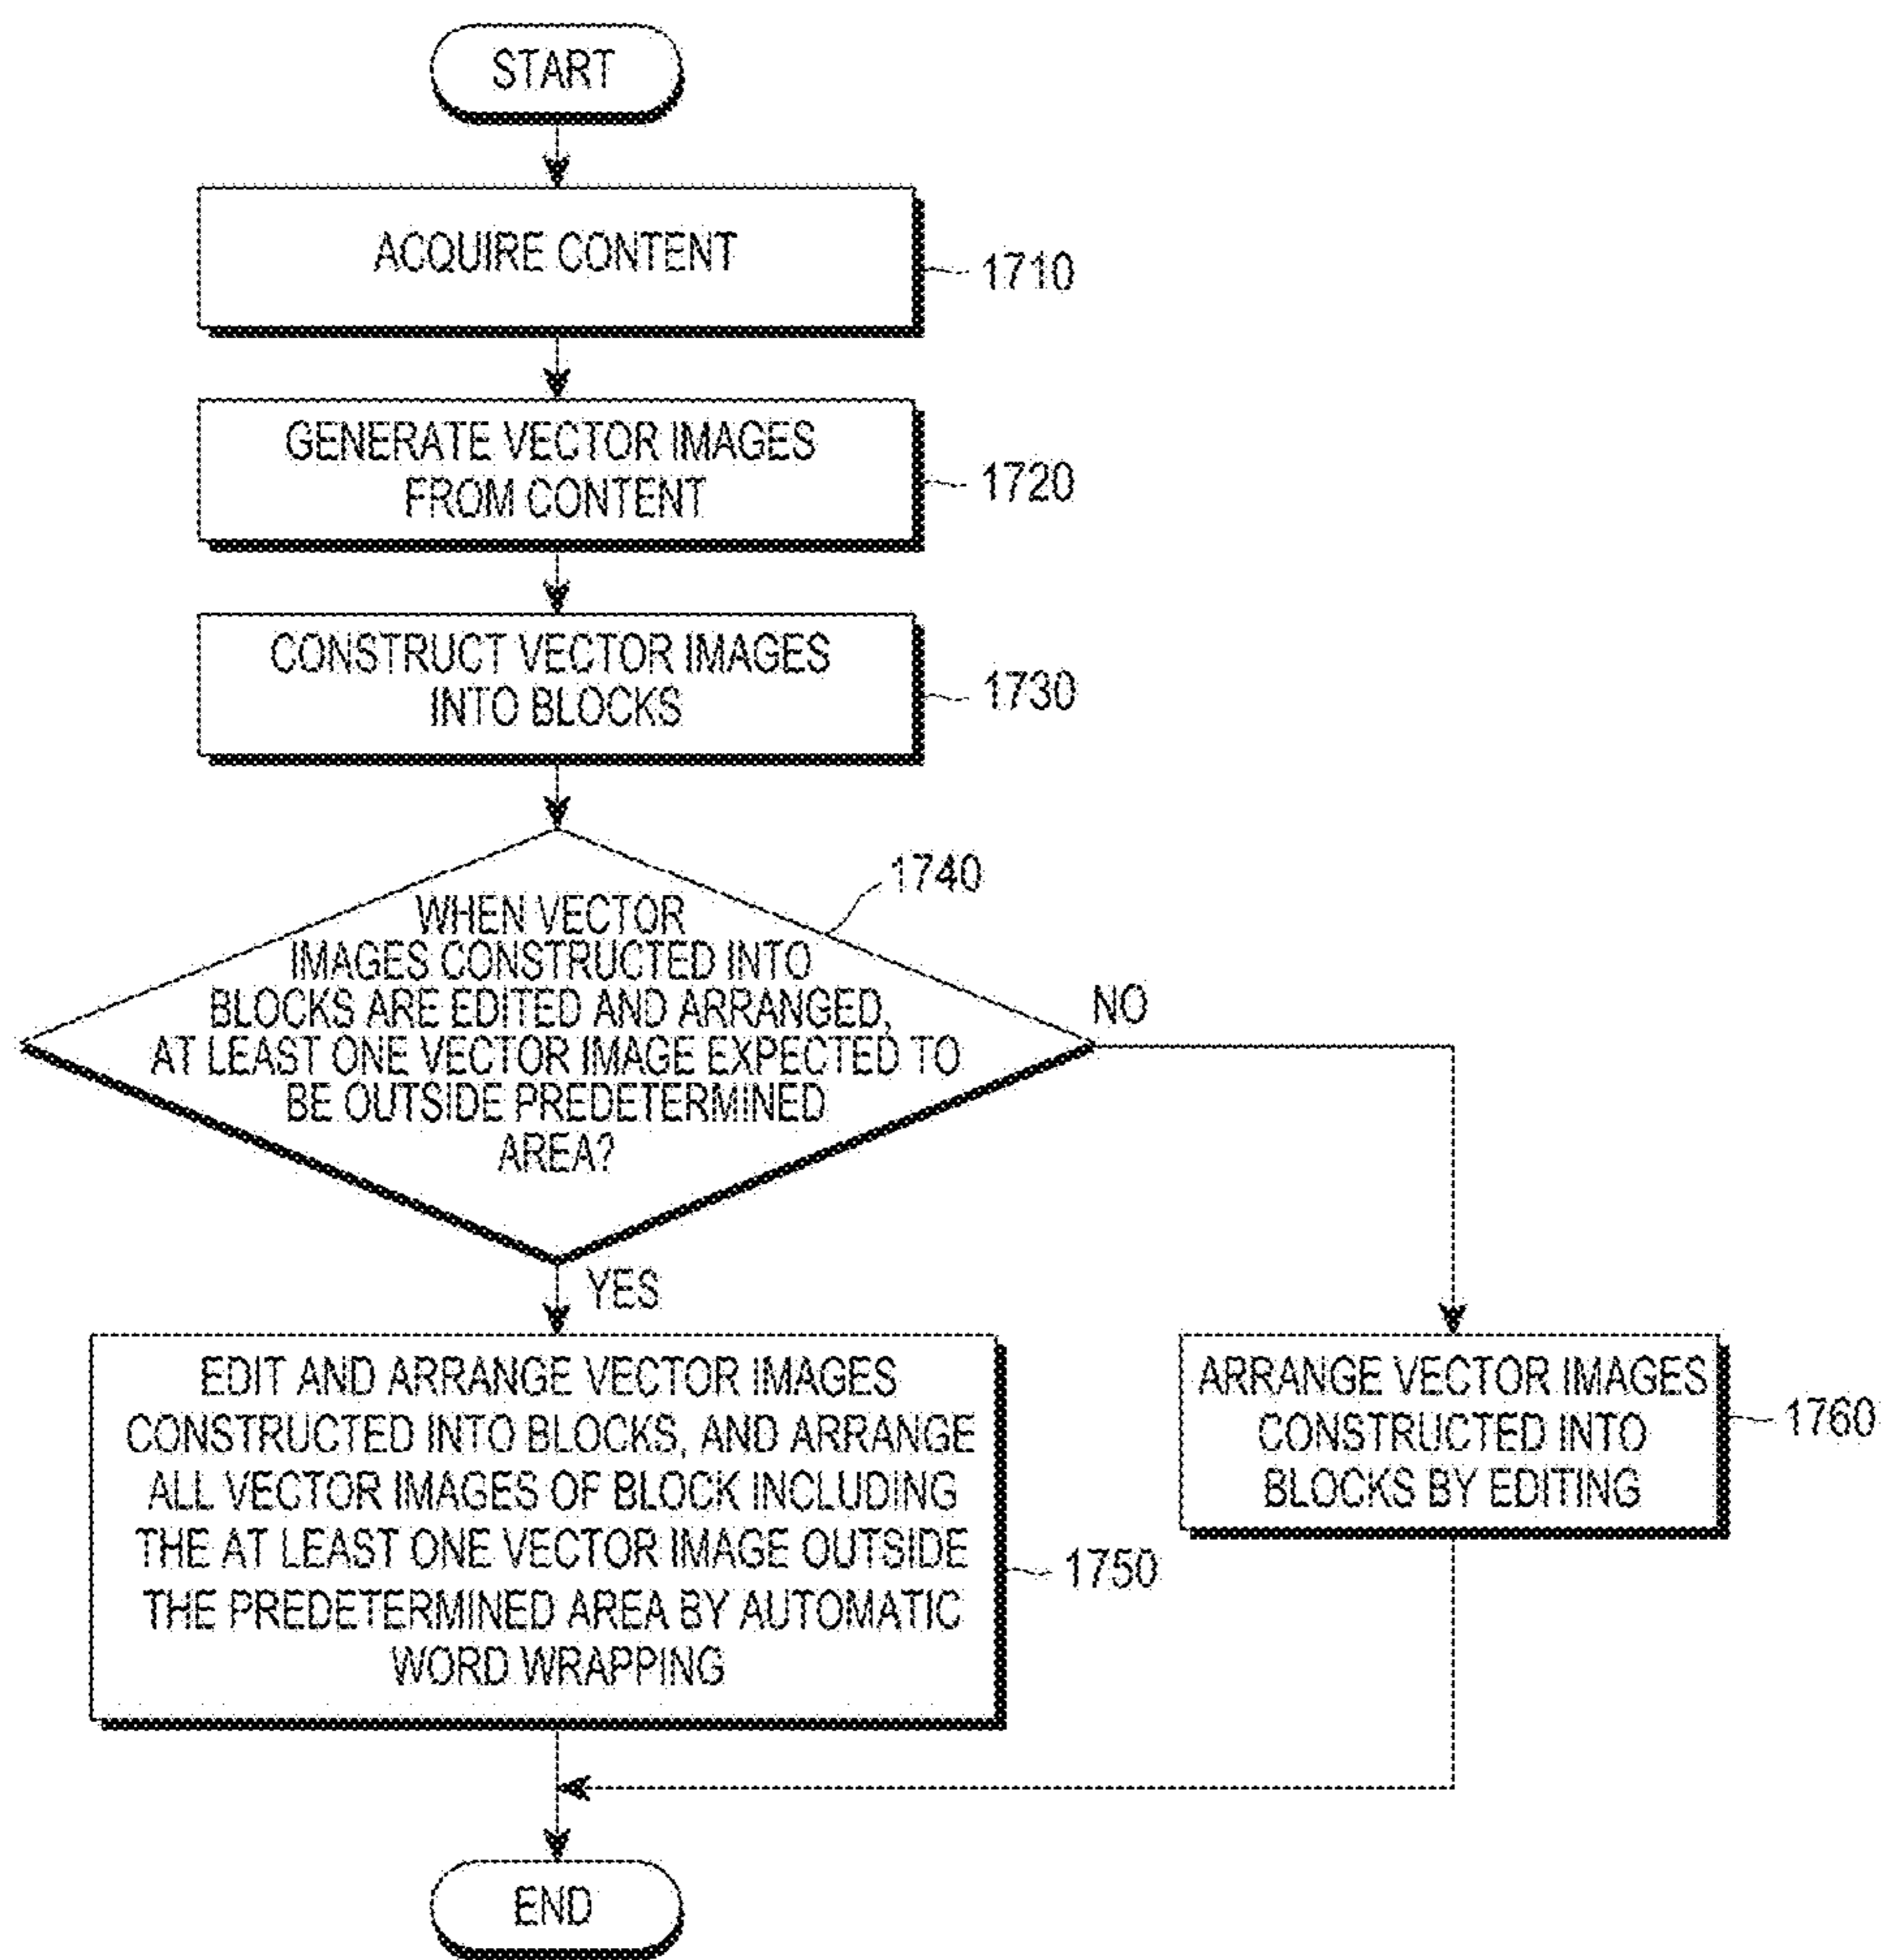 START
ACQUIRE CONTENT
1710
GENERATE VECTOR IMAGES
FROM CONTENT
1720
CONSTRUCT VECTOR IMAGES
INTO BLOCKS
1730
1740
WHEN VECTOR
IMAGES CONSTRUCTED INTO
BLOCKS ARE EDITED AND ARRANGED,
AT LEAST ONE VECTOR IMAGE EXPECTED TO
BE OUTSIDE PREDETERMINED
AREA?
NO
YES
EDIT AND ARRANGE VECTOR IMAGES
CONSTRUCTED INTO BLOCKS, AND ARRANGE
ALL VECTOR IMAGES OF BLOCK INCLUDING
THE AT LEAST ONE VECTOR IMAGE OUTSIDE
THE PREDETERMINED AREA BY AUTOMATIC
WORD WRAPPING
1750
ARRANGE VECTOR IMAGES
CONSTRUCTED INTO
BLOCKS BY EDITING
1760
END